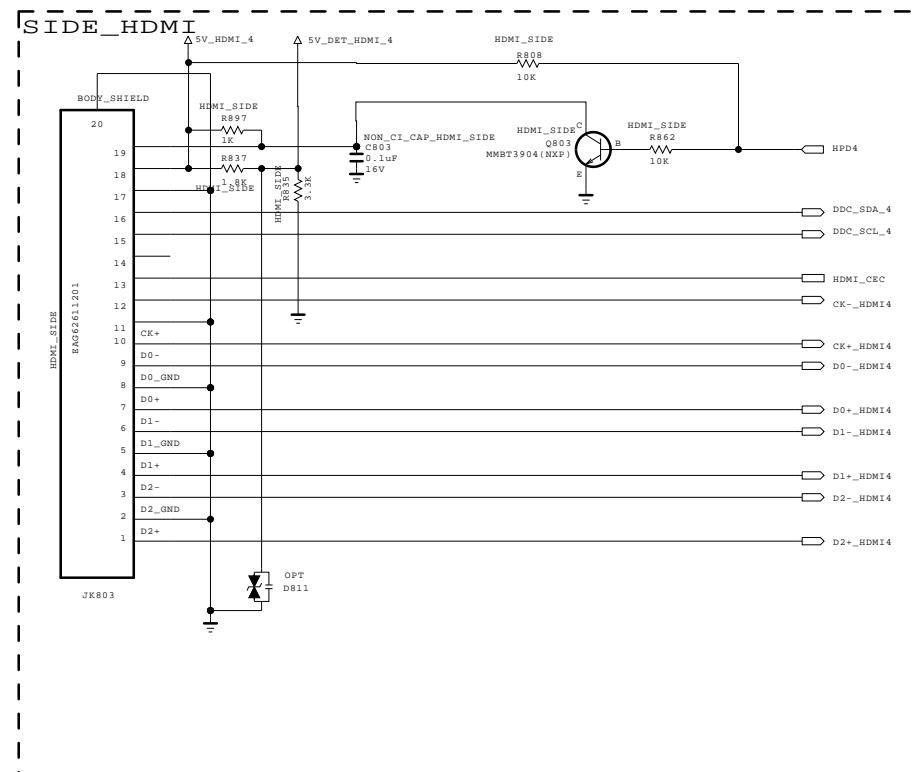 SIDE_HDMI
5V_HDMI_4
5V_DET_HDMI_4
HDMI_SIDE
R808
10K
BODY_SHIELD
20
HDMI_SIDE
R897
1K
NON_CI_CAP_HDMI_SIDE
C803
0.1uF
16V
HDMI_SIDE
Q803
MMBT3904(NXP)
C
B
E
HDMI_SIDE
R862
10K
HPD4
19
R837
1.8K
HDMI_SIDE
18
HDMI_SIDE
R835
3.3K
17
16
DDC_SDA_4
15
DDC_SCL_4
14
13
HDMI_CEC
12
CK-_HDMI4
11
EAG62611201
HDMI_SIDE
CK+
10
CK+_HDMI4
D0-
9
D0-_HDMI4
D0_GND
8
D0+
7
D0+_HDMI4
D1-
6
D1-_HDMI4
D1_GND
5
D1+
4
D1+_HDMI4
D2-
3
D2-_HDMI4
D2_GND
2
D2+
1
D2+_HDMI4
OPT
D811
JK803